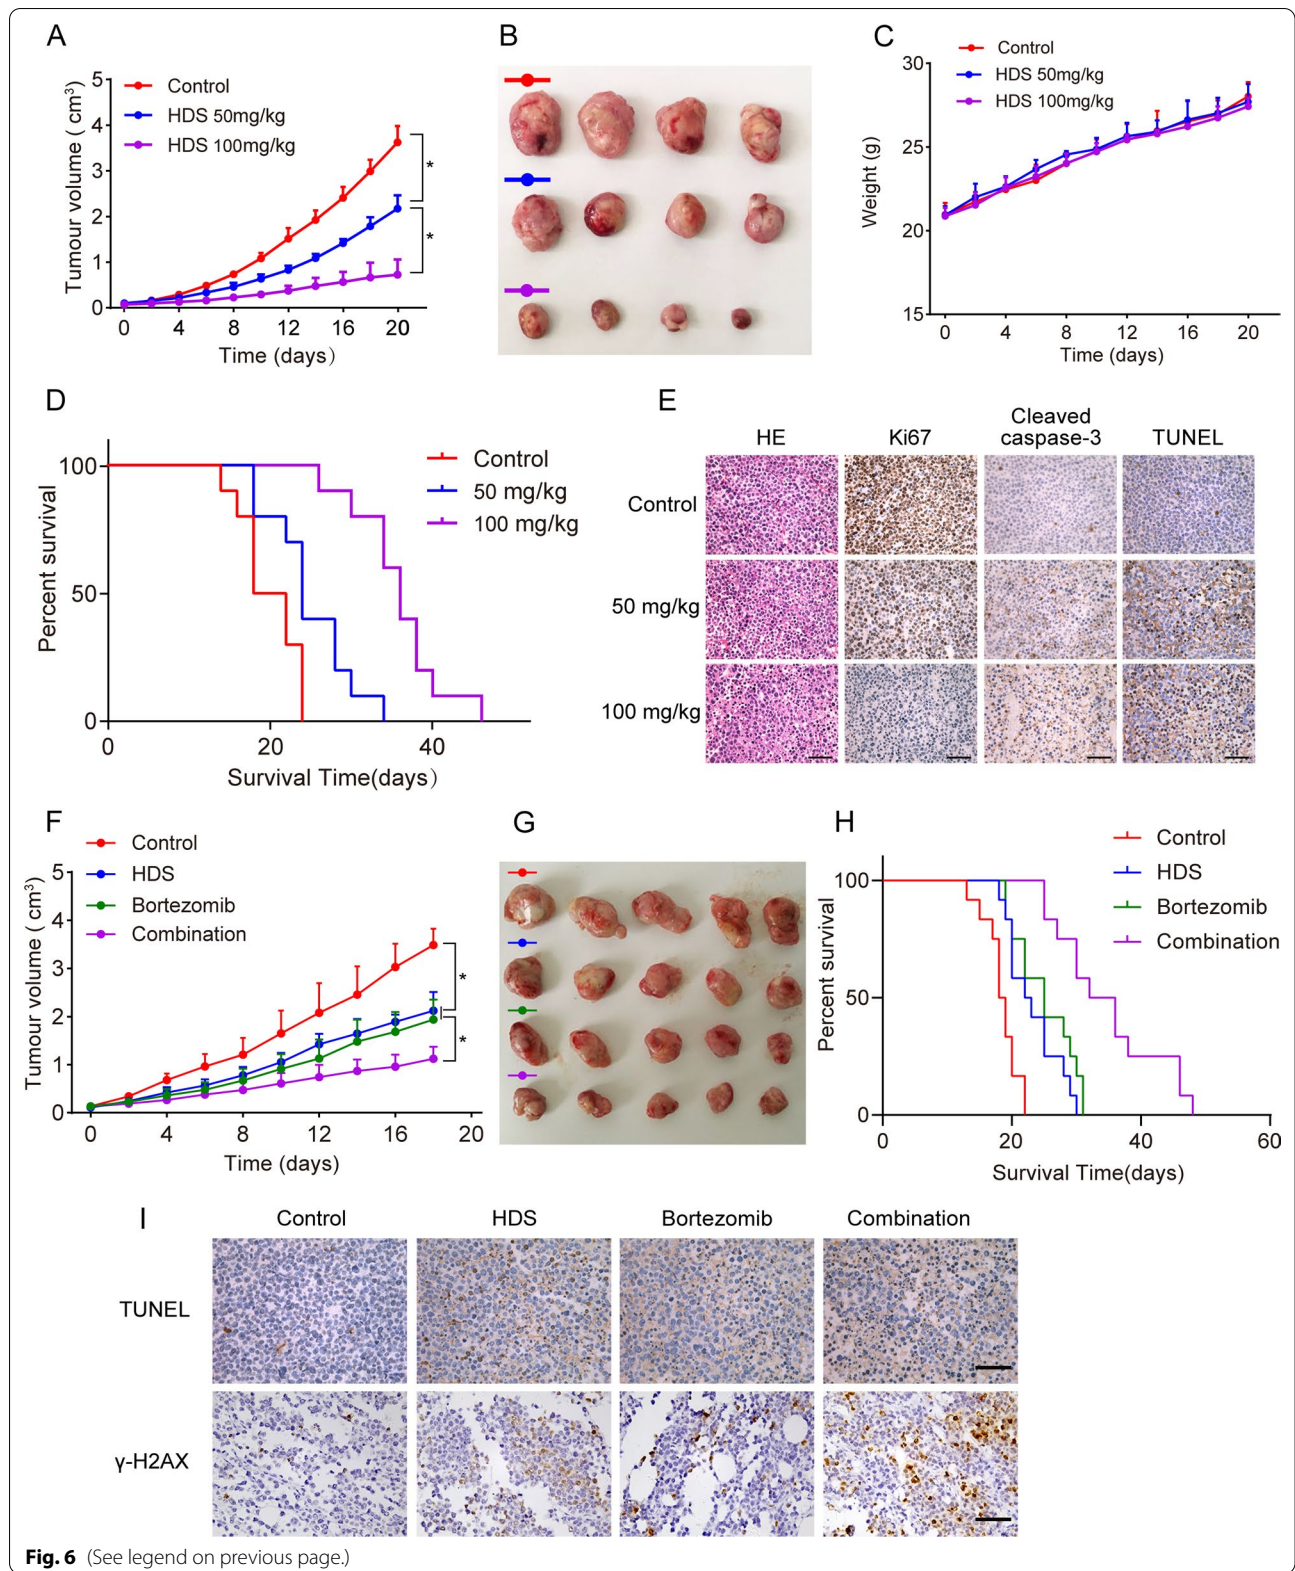 A
Control
HDS 50mg/kg
HDS 100mg/kg
Tumour volume ( cm³)
5
4
3
2
1
0
*
*
0 4 8 12 16 20
Time (days)
B
C
Control
HDS 50mg/kg
HDS 100mg/kg
Weight (g)
30
25
20
15
0 4 8 12 16 20
Time (days)
D
Control
50 mg/kg
100 mg/kg
Percent survival
100
50
0
0 20 40
Survival Time(days)
E
HE Ki67 Cleaved caspase-3 TUNEL
Control
50 mg/kg
100 mg/kg
F
Control
HDS
Bortezomib
Combination
Tumour volume ( cm³)
5
4
3
2
1
0
*
*
0 4 8 12 16 20
Time (days)
G
H
Control
HDS
Bortezomib
Combination
Percent survival
100
50
0
0 20 40 60
Survival Time(days)
I
Control HDS Bortezomib Combination
TUNEL
γ-H2AX
Fig. 6 (See legend on previous page.)